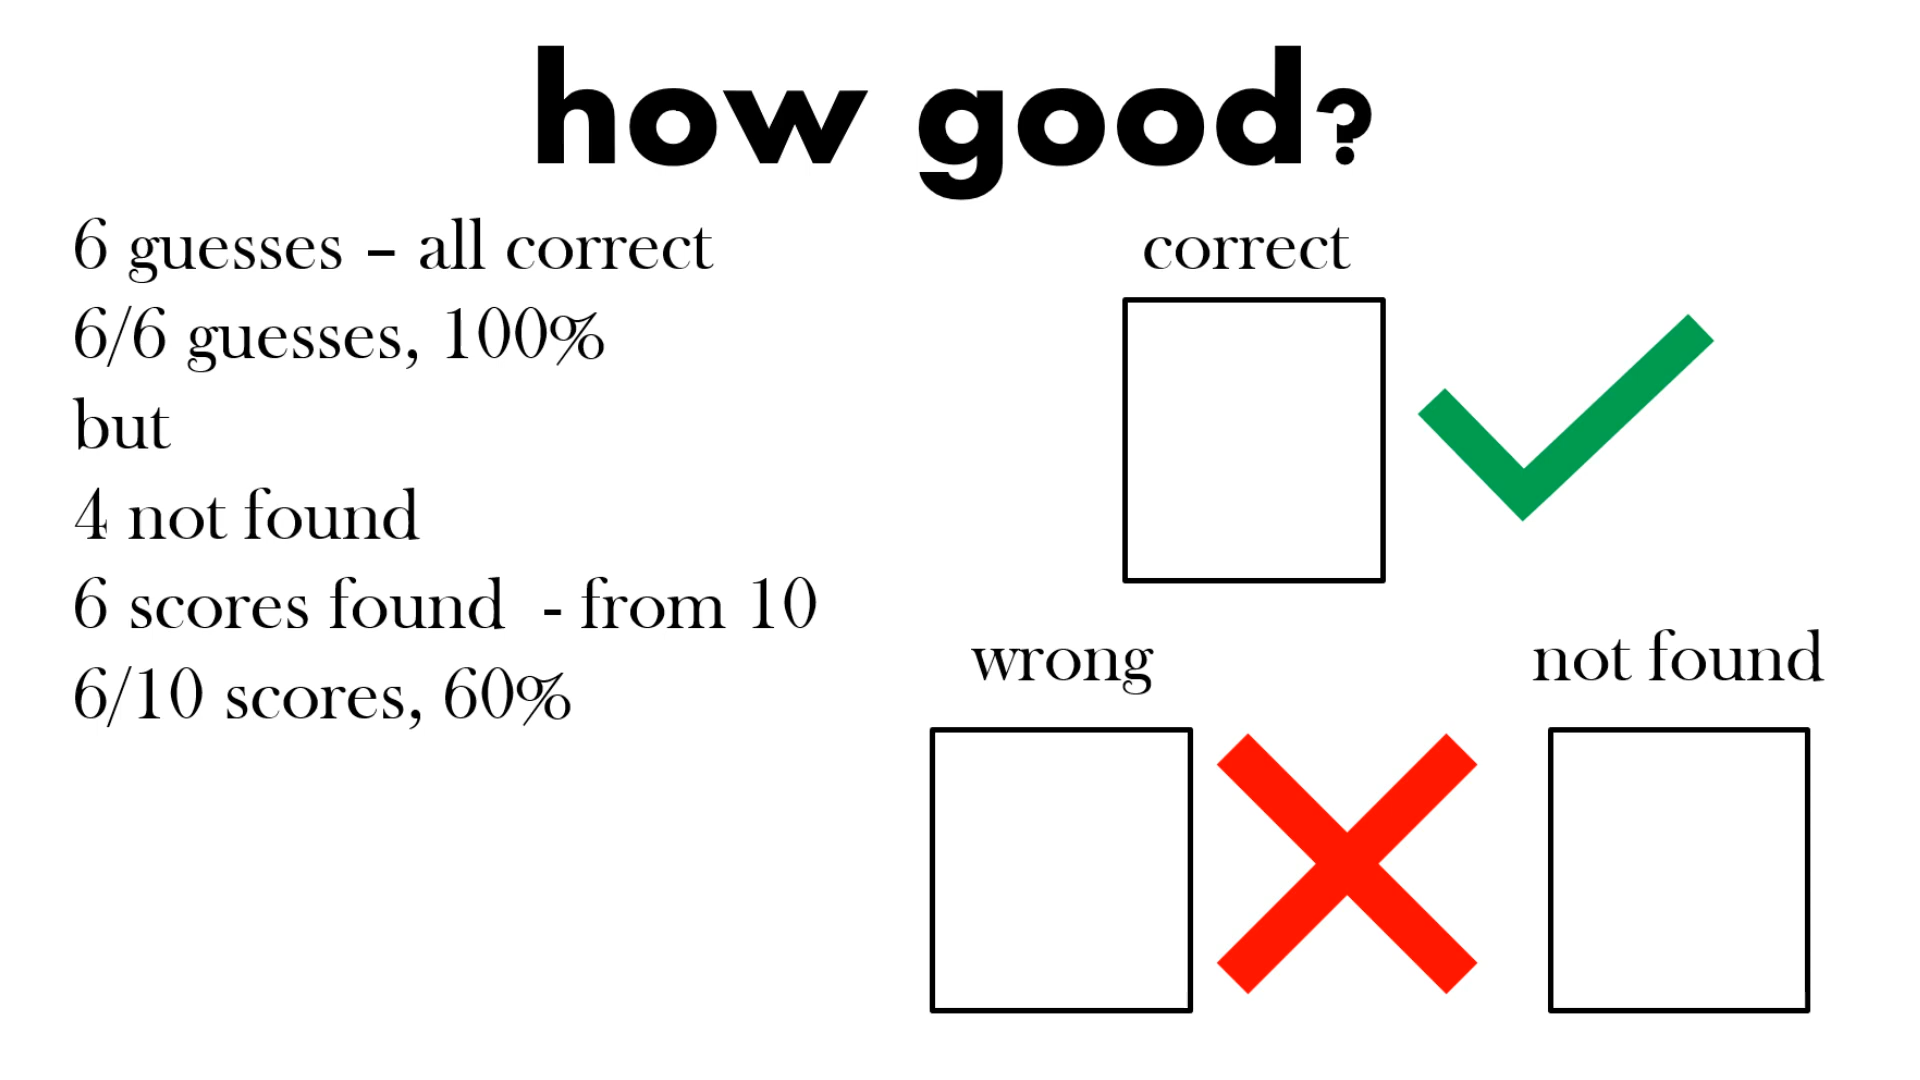 how good?
6 guesses – all correct
6/6 guesses, 100%
but
4 not found
6 scores found  - from 10
6/10 scores, 60%
correct
wrong
not found